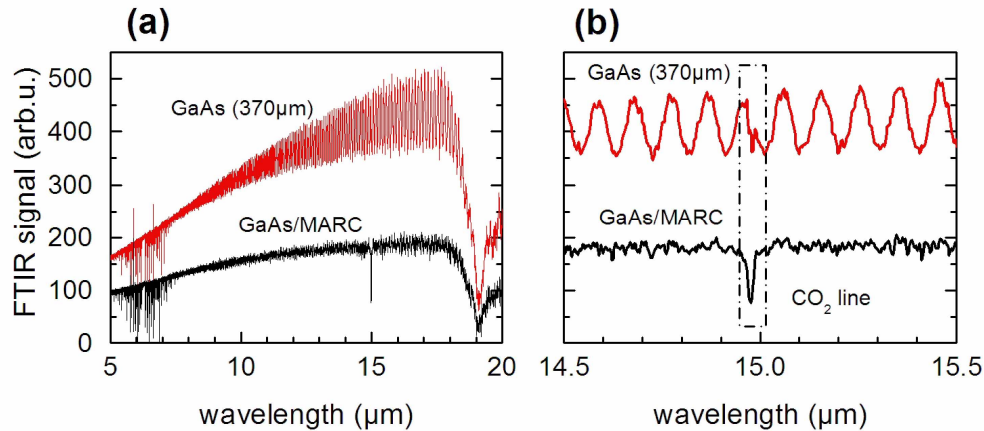 (a)
(b)
FTIR signal (arb.u.)
500
400
300
200
100
0
GaAs (370µm)
GaAs/MARC
5
10
15
20
wavelength (µm)
GaAs (370µm)
GaAs/MARC
CO₂ line
14.5
15.0
15.5
wavelength (µm)